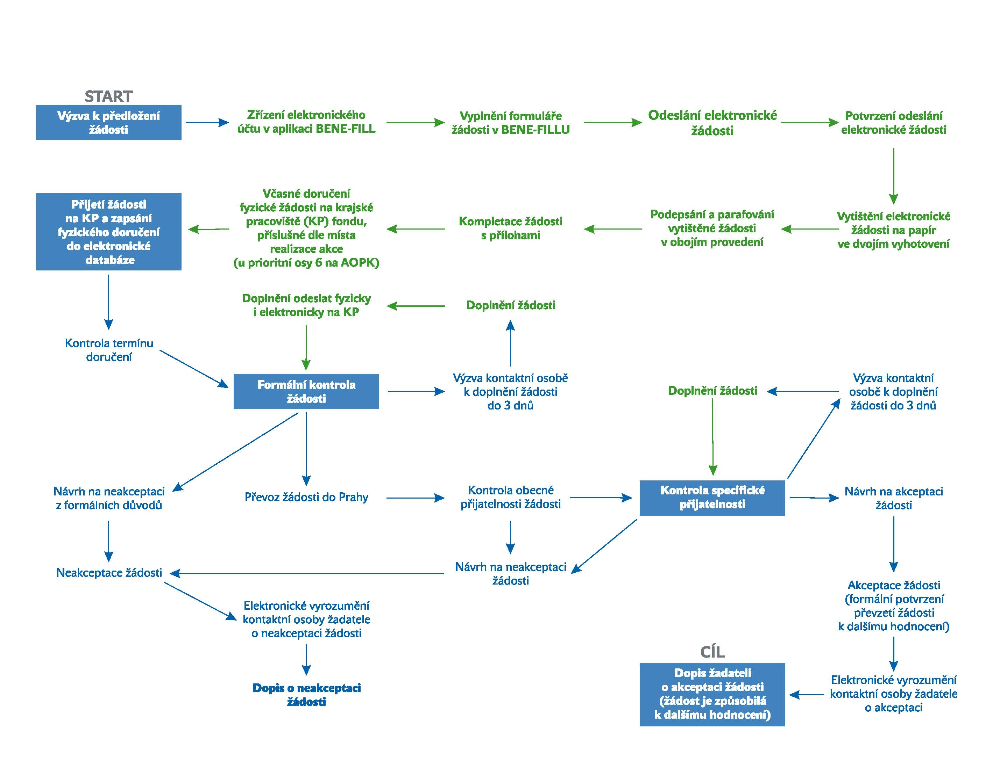 START
Výzva k předložení
žádosti
Zřízení elektronického
účtu v aplikaci BENE-FILL
Vyplnění formuláře
žádosti v BENE-FILLU
Odeslání elektronické
žádosti
Potvrzení odeslání
elektronické žádosti
Přijetí žádosti
na KP a zapsání
fyzického doručení
do elektronické
databáze
Včasné doručení
fyzické žádosti na krajské
pracoviště (KP) fondu,
příslušné dle místa
realizace akce
(u prioritní osy 6 na AOPK)
Kompletace žádosti
s přílohami
Podepsání a parafování
vytištěné žádosti
v obojím provedení
Vytištění elektronické
žádosti na papír
ve dvojím vyhotovení
Doplnění odeslat fyzicky
i elektronicky na KP
Doplnění žádosti
Kontrola termínu
doručení
Formální kontrola
žádosti
Výzva kontaktní osobě
k doplnění žádosti
do 3 dnů
Doplnění žádosti
Výzva kontaktní
osobě k doplnění
žádosti do 3 dnů
Návrh na neakceptaci
z formálních důvodů
Převoz žádosti do Prahy
Kontrola obecné
přijatelnosti žádosti
Kontrola specifické
přijatelnosti
Návrh na akceptaci
žádosti
Neakceptace žádosti
Návrh na neakceptaci
žádosti
Akceptace žádosti
(formální potvrzení
převzetí žádosti
k dalšímu hodnocení)
Elektronické vyrozumění
kontaktní osoby žadatele
o neakceptaci žádosti
CÍL
Dopis žadateli
o akceptaci žádosti
(žádost je způsobilá
k dalšímu hodnocení)
Elektronické vyrozumění
kontaktní osoby žadatele
o akceptaci
Dopis o neakceptaci
žádosti